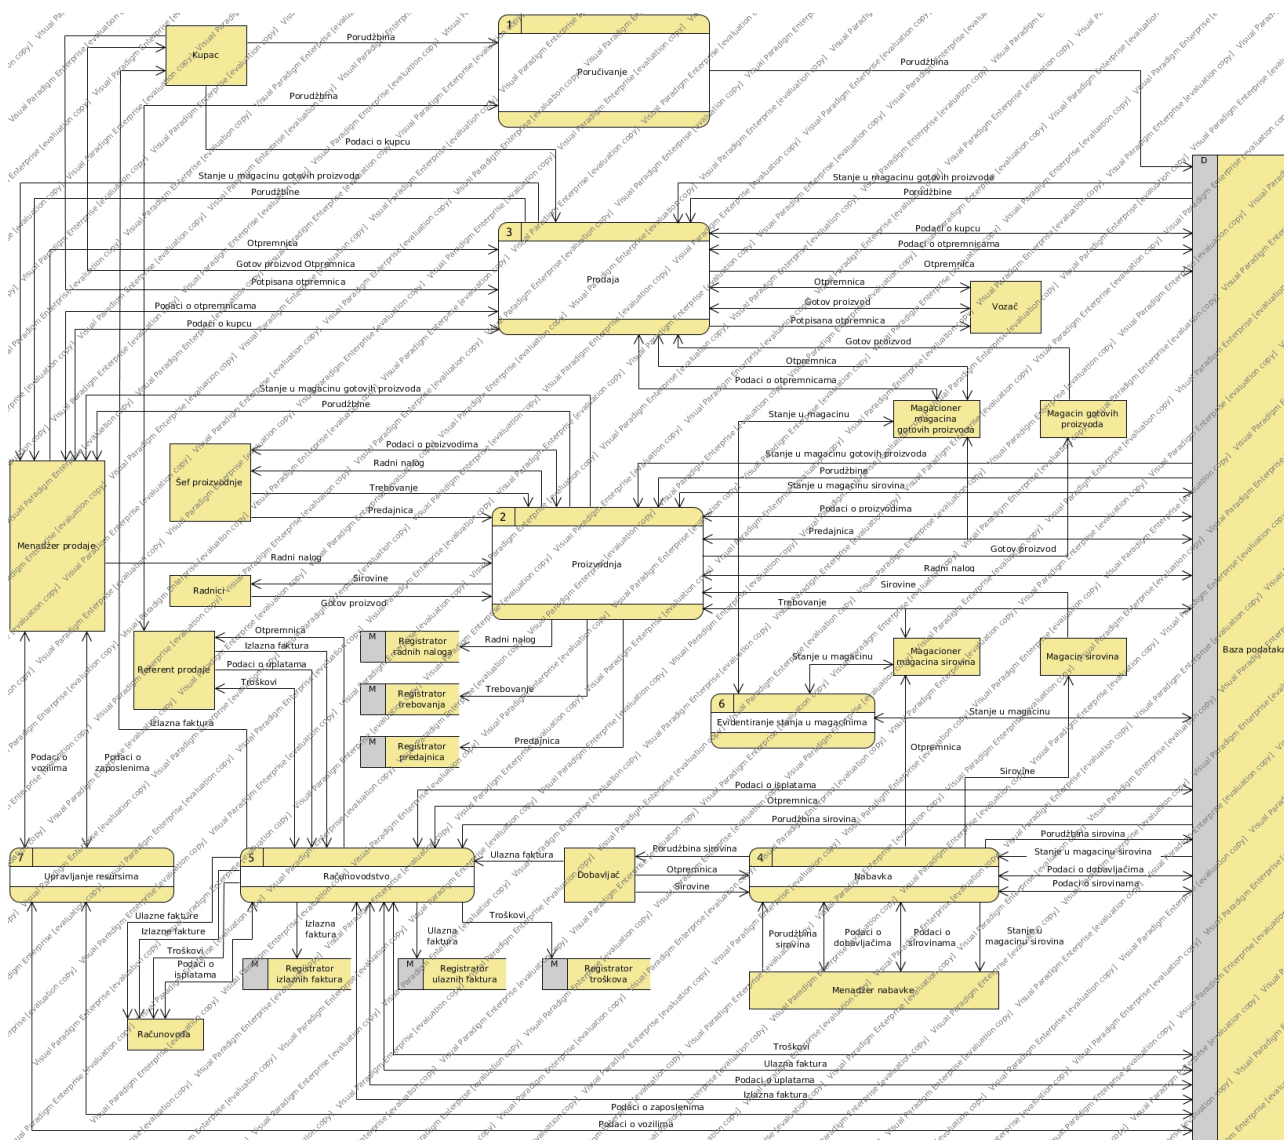 1
Kupac
Porudžbina
Poručivanje
Porudžbina
Porudžbina
Podaci o kupcu
D
Stanje u magacinu gotovih proizvoda
Porudžbine
Stanje u magacinu gotovih proizvoda
Porudžbine
3
Prodaja
Podaci o kupcu
Podaci o otpremnicama
Otpremnica
Otpremnica
Gotov proizvod Otpremnica
Potpisana otpremnica
Podaci o otpremnicama
Podaci o kupcu
Otpremnica
Gotov proizvod
Potpisana otpremnica
Vozač
Gotov proizvod
Otpremnica
Podaci o otpremnicama
Stanje u magacinu gotovih proizvoda
Porudžbine
Stanje u magacinu
Magacioner
magacina
gotovih proizvoda
Magacin gotovih
proizvoda
Podaci o proizvodima
Radni nalog
Trebovanje
Predajnica
Šef proizvodnje
Stanje u magacinu gotovih proizvoda
Porudžbine
Stanje u magacinu sirovina
Podaci o proizvodima
Predajnica
Gotov proizvod
Radni nalog
Sirovine
Trebovanje
2
Proizvodnja
Menadžer prodaje
Radni nalog
Sirovine
Gotov proizvod
Radnici
Otpremnica
Izlazna faktura
Podaci o uplatama
Troškovi
Referent prodaje
M
Registrator
radnih naloga
Radni nalog
M
Registrator
trebovanja
Trebovanje
M
Registrator
predajnica
Predajnica
Magacioner
magacina sirovina
Magacin sirovina
Baza podataka
Stanje u magacinu
6
Evidentiranje stanja u magacinima
Stanje u magacinu
Izlazna faktura
Podaci o
vozilima
Podaci o
zaposlenima
Otpremnica
Sirovine
Podaci o isplatama
Otpremnica
Porudžbina sirovina
7
Upravljanje resursima
5
Računovodstvo
Ulazna faktura
Dobavljač
Porudžbina sirovina
Otpremnica
Sirovine
4
Nabavka
Porudžbina sirovina
Stanje u magacinu sirovina
Podaci o dobavljačima
Podaci o sirovinama
Ulazne fakture
Izlazne fakture
Troškovi
Podaci o
isplatama
Izlazna
faktura
Ulazna
faktura
Troškovi
Porudžbina
sirovina
Podaci o
dobavljačima
Podaci o
sirovinama
Stanje u
magacinu sirovina
M
Registrator
izlaznih faktura
M
Registrator
ulaznih faktura
M
Registrator
troškova
Menadžer nabavke
Računovođa
Troškovi
Ulazna faktura
Podaci o uplatama
Izlazna faktura
Podaci o zaposlenima
Podaci o vozilima